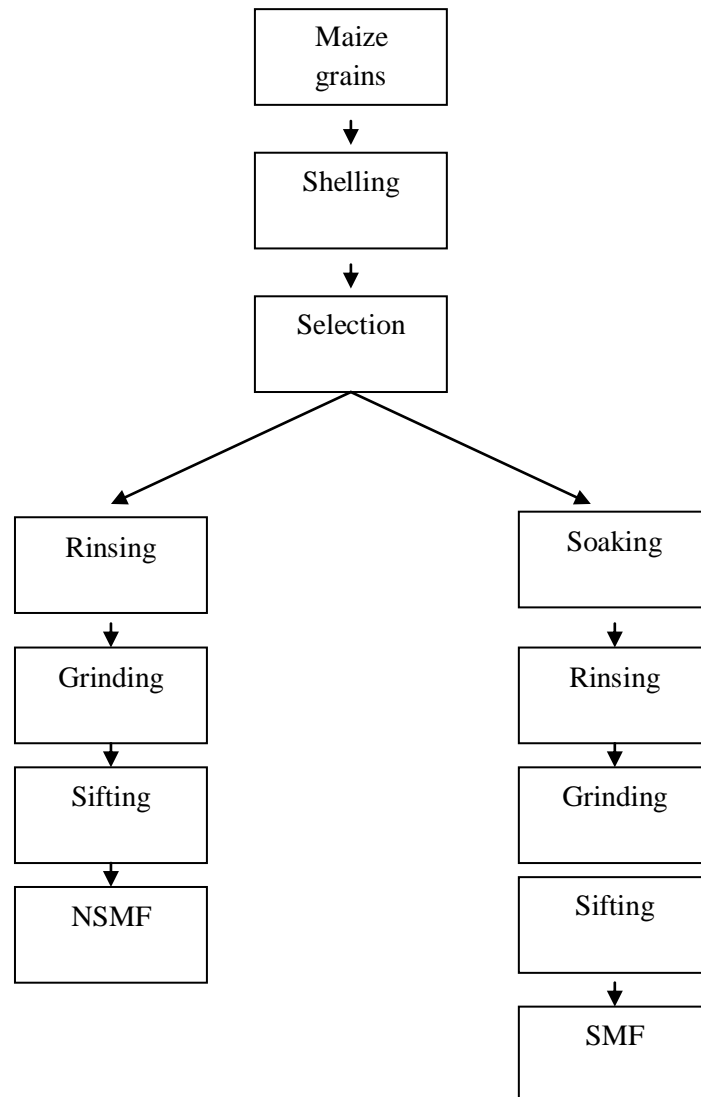 Maize
grains
Shelling
Selection
Rinsing
Grinding
Sifting
NSMF
Soaking
Rinsing
Grinding
Sifting
SMF